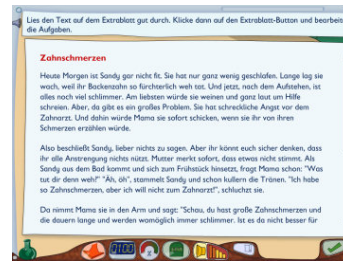 Lies den Text auf dem Extrablatt gut durch. Klicke dann auf den Extrablatt-Button und bearbeit
die Aufgaben.
Zahnschmerzen
Heute Morgen ist Sandy gar nicht fit. Sie hat nur ganz wenig geschlafen. Lange lag sie
wach, weil ihr Backenzahn so fürchterlich weh tat. Und jetzt, nach dem Aufstehen, ist
alles noch viel schlimmer. Am liebsten würde sie weinen und ganz laut um Hilfe
schreien. Aber, da gibt es ein großes Problem. Sie hat schreckliche Angst vor dem
Zahnarzt. Und dahin würde Mama sie sofort schicken, wenn sie ihr von ihren
Schmerzen erzählen würde.
Also beschließt Sandy, lieber nichts zu sagen. Aber ihr könnt euch sicher denken, dass
ihr alle Anstrengung nichts nützt. Mutter merkt sofort, dass etwas nicht stimmt. Als
Sandy aus dem Bad kommt und sich zum Frühstück hinsetzt, fragt Mama schon: "Was
tut dir denn weh?" "Äh, öh", stammelt Sandy und schon kullern die Tränen. "Ich habe
so Zahnschmerzen, aber ich will nicht zum Zahnarzt!", schluchzt sie.
Da nimmt Mama sie in den Arm und sagt: "Schau, du hast große Zahnschmerzen und
die dauern lange und werden womöglich immer schlimmer. Ist es da nicht besser für